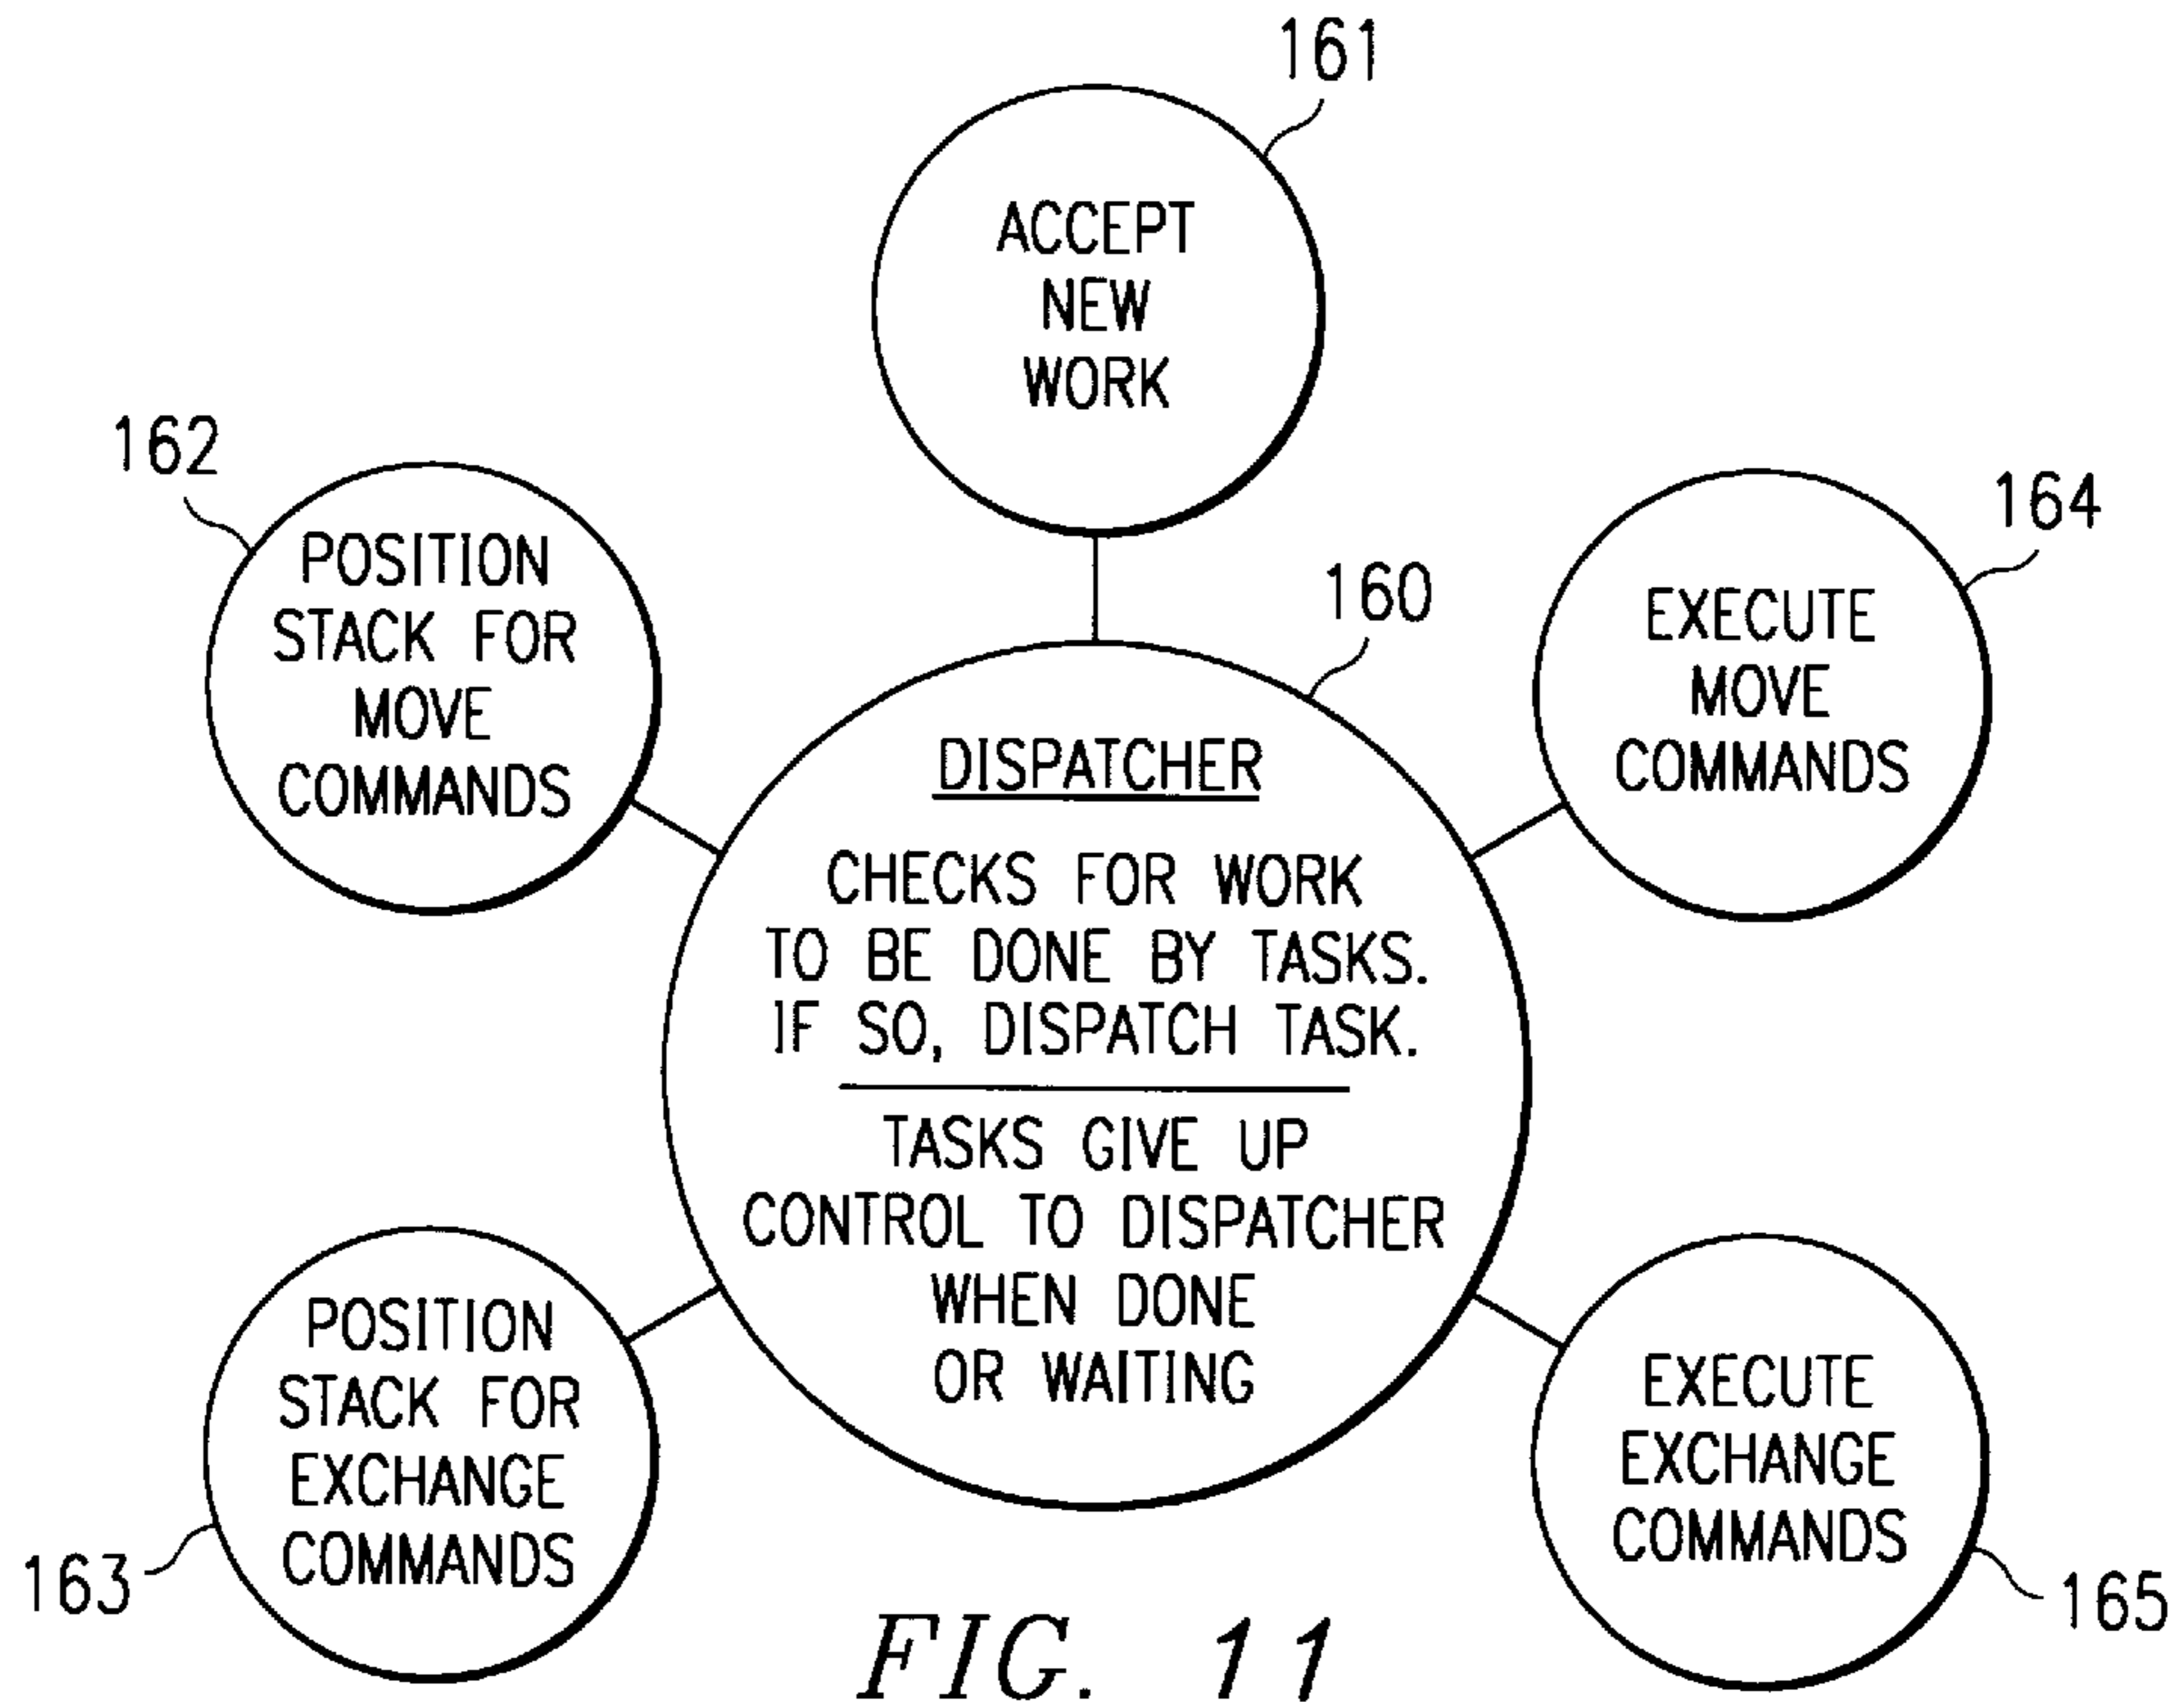 161
ACCEPT
NEW
WORK
162
POSITION
STACK FOR
MOVE
COMMANDS
164
EXECUTE
MOVE
COMMANDS
160
DISPATCHER
CHECKS FOR WORK
TO BE DONE BY TASKS.
IF SO, DISPATCH TASK.
TASKS GIVE UP
CONTROL TO DISPATCHER
WHEN DONE
OR WAITING
POSITION
STACK FOR
EXCHANGE
COMMANDS
163
EXECUTE
EXCHANGE
COMMANDS
165
FIG. 11